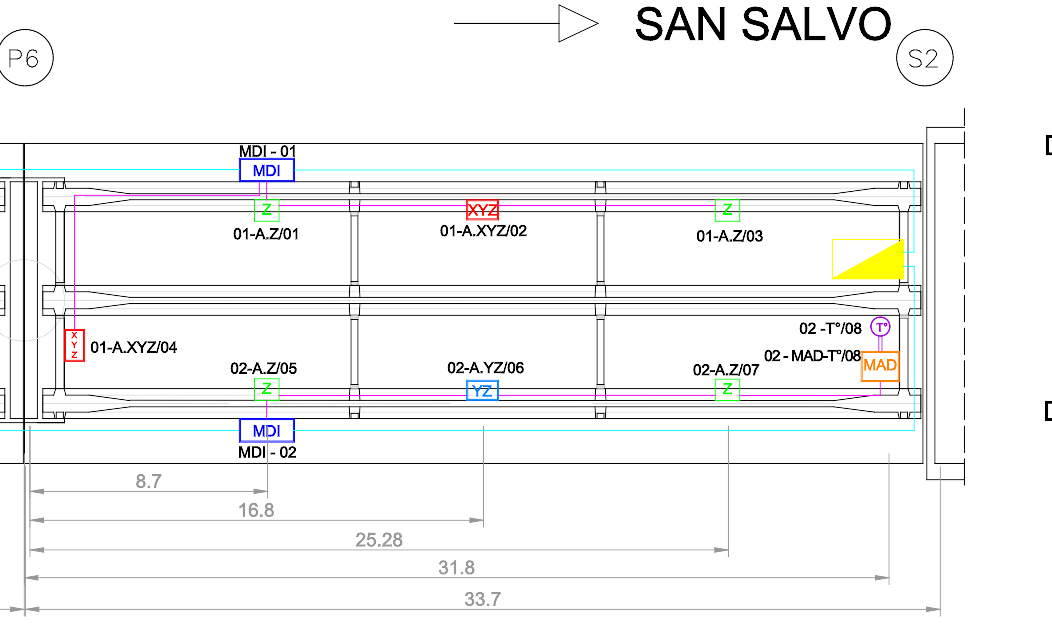 SAN SALVO
P6
S2
MDI - 01
MDI
Z
XYZ
Z
01-A.Z/01
01-A.XYZ/02
01-A.Z/03
X
Y
Z
01-A.XYZ/04
02 -T°/08
T°
02 - MAD-T°/08
MAD
02-A.Z/05
02-A.YZ/06
02-A.Z/07
Z
YZ
Z
MDI
MDI - 02
8.7
16.8
25.28
31.8
33.7